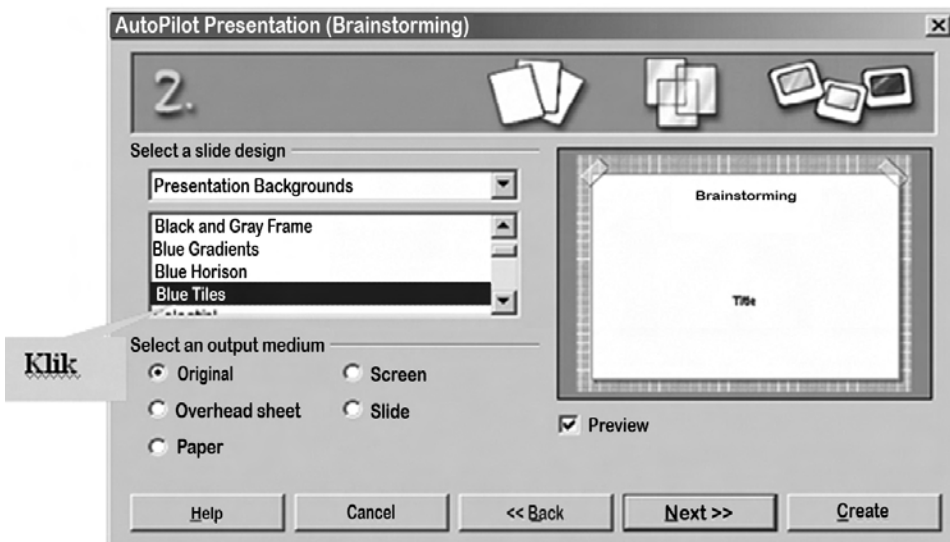 AutoPilot Presentation (Brainstorming)
2.
Select a slide design
Presentation Backgrounds
Black and Gray Frame
Blue Gradients
Blue Horison
Blue Tiles
Brainstorming
Title
Klik
Select an output medium
Original
Screen
Overhead sheet
Slide
Paper
Preview
Help
Cancel
<< Back
Next >>
Create